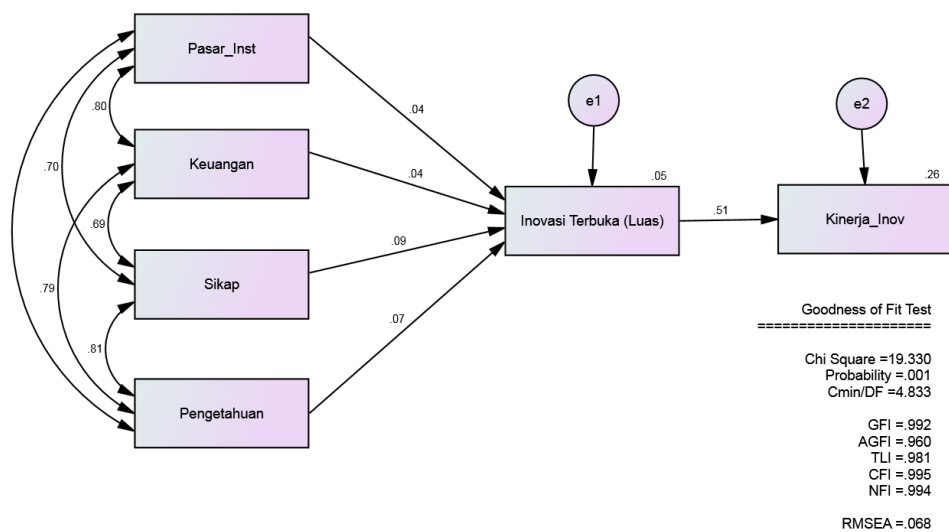 Pasar_Inst
.80
.04
e1
e2
.70
Keuangan
.04
.05
.26
.69
Inovasi Terbuka (Luas)
.51
Kinerja_Inov
.09
.79
Sikap
.07
.81
Pengetahuan
Goodness of Fit Test
=====================
Chi Square =19.330
Probability =.001
Cmin/DF =4.833
GFI =.992
AGFI =.960
TLI =.981
CFI =.995
NFI =.994
RMSEA =.068